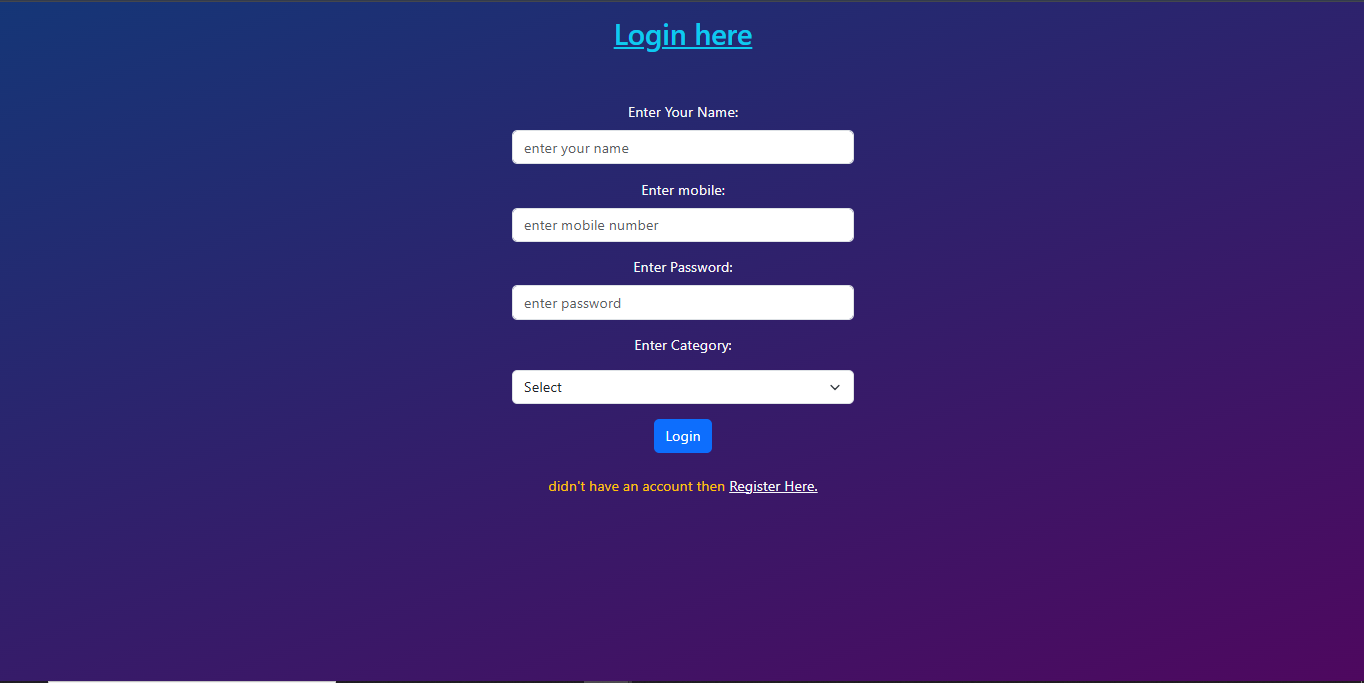 Login here
Enter Your Name:
enter your name
Enter mobile:
enter mobile number
Enter Password:
enter password
Enter Category:
Select
Login
didn't have an account then Register Here.